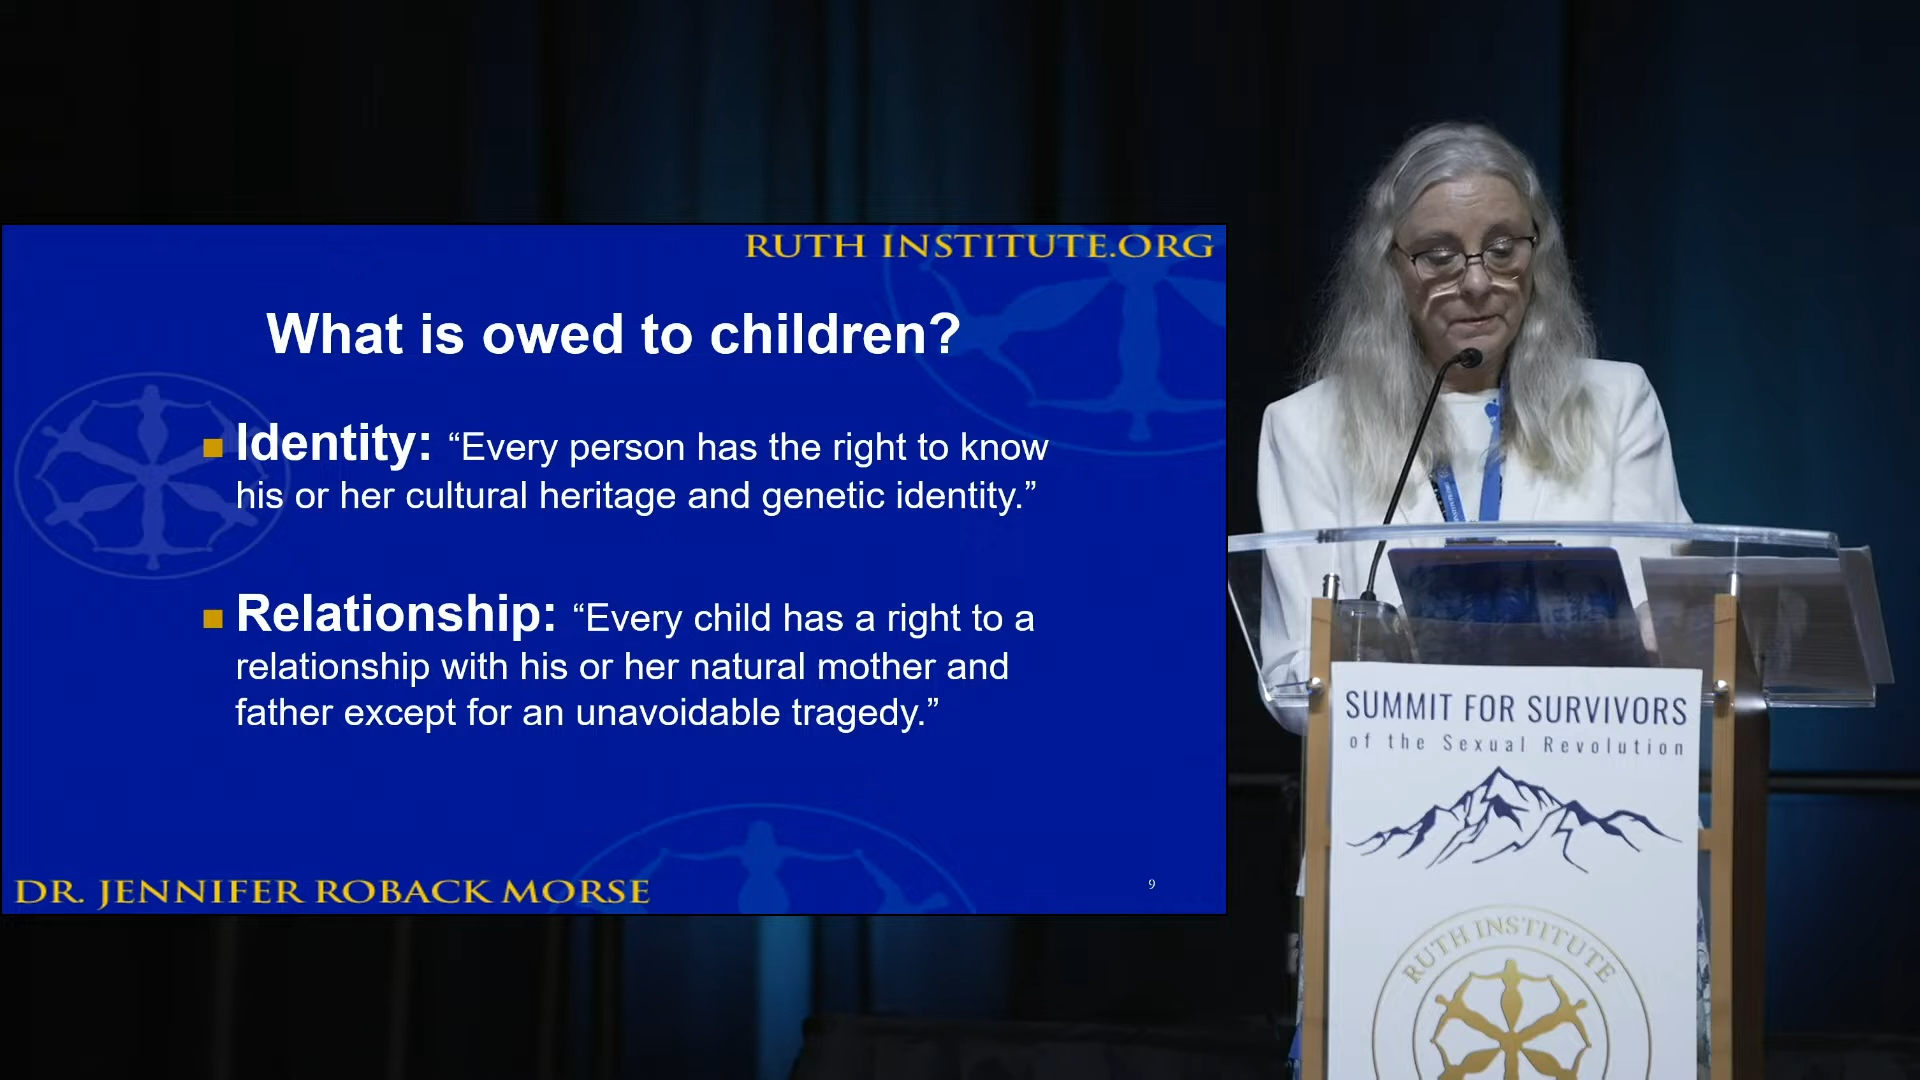 RUTH INSTITUTE.ORG
What is owed to children?
Identity: “Every person has the right to know
his or her cultural heritage and genetic identity.”
Relationship: “Every child has a right to a
relationship with his or her natural mother and
father except for an unavoidable tragedy.”
DR. JENNIFER ROBACK MORSE
9
SUMMIT FOR SURVIVORS
of the Sexual Revolution
RUTH INSTITUTE